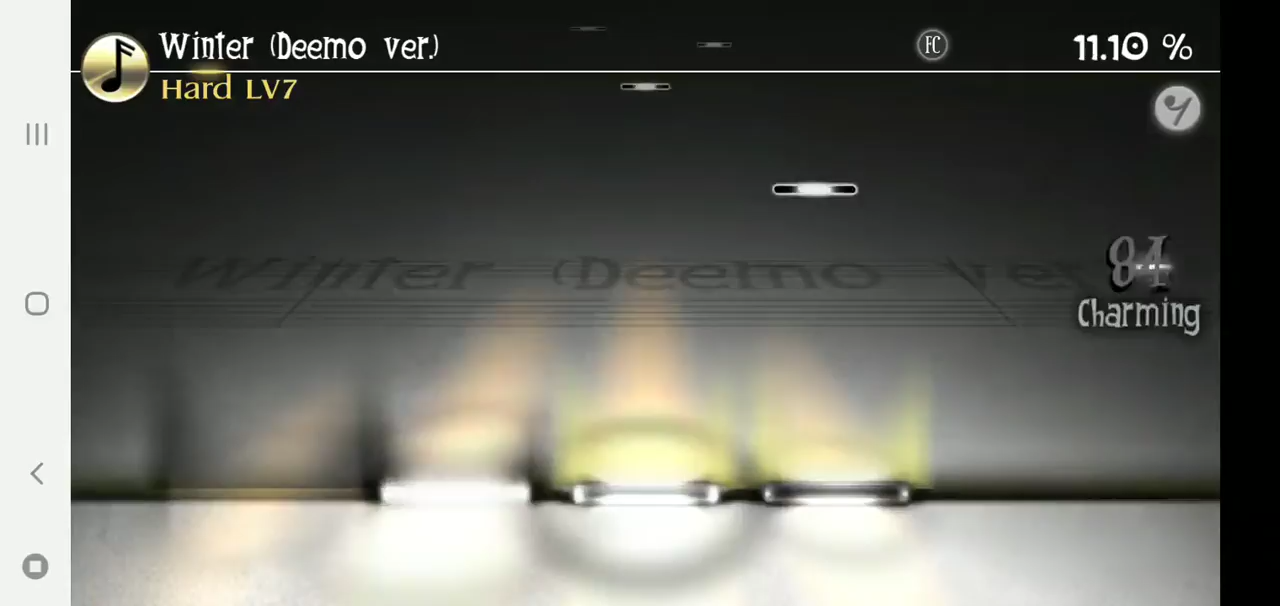 Winter (Deemo ver.)
FC
11.10 %
Hard LV7
Winter (Deemo ver
84
Charming